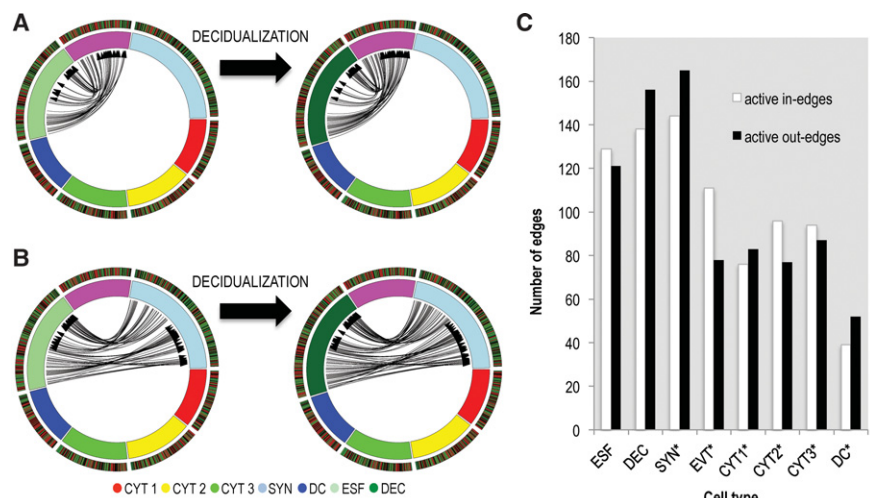 A
DECIDUALIZATION
B
DECIDUALIZATION
CYT 1 CYT 2 CYT 3 SYN DC ESF DEC
C
180
160
140
120
100
80
60
40
20
0
Number of edges
active in-edges
active out-edges
ESF DEC SYN* EVT* CYT1* CYT2* CYT3* DC*
Cell type